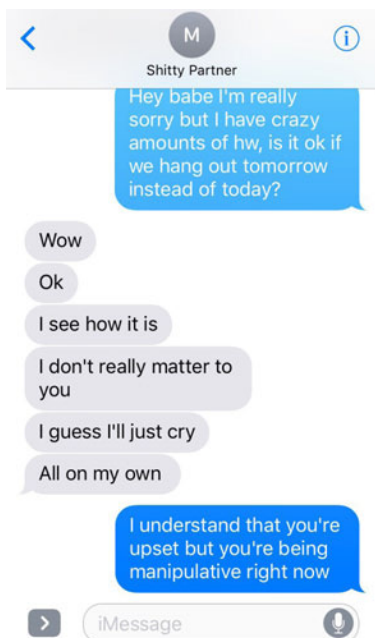 M
Shitty Partner
Hey babe I'm really
sorry but I have crazy
amounts of hw, is it ok if
we hang out tomorrow
instead of today?
Wow
Ok
I see how it is
I don't really matter to
you
I guess I'll just cry
All on my own
I understand that you're
upset but you're being
manipulative right now
iMessage